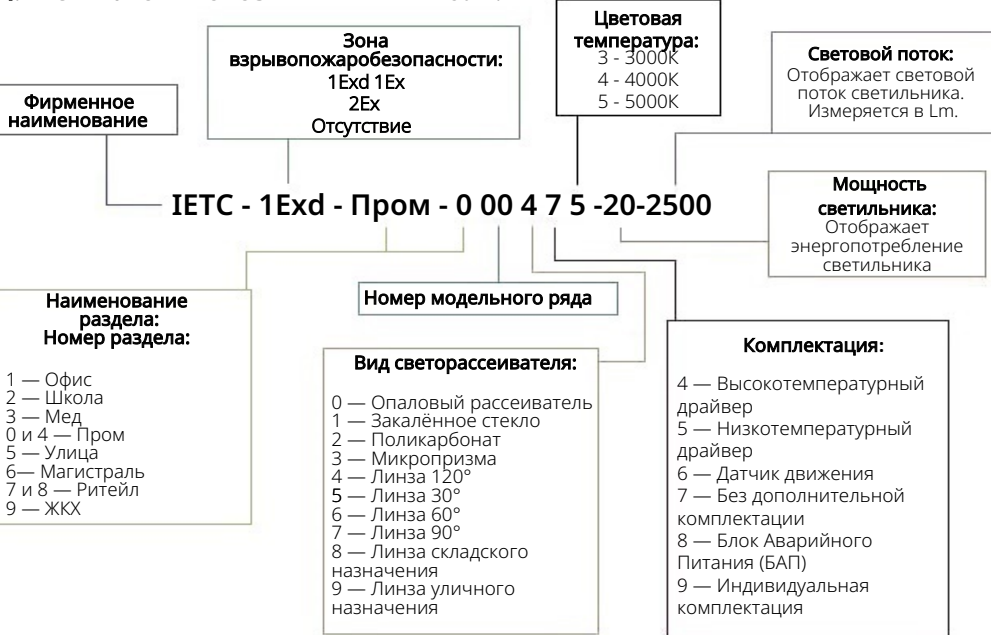 Цветовая
температура:
3 - 3000К
4 - 4000К
5 - 5000К
Зона
взрывопожаробезопасности:
1Exd 1Ex
2Ex
Отсутствие
Световой поток:
Отображает световой
поток светильника.
Измеряется в Lm.
Фирменное
наименование
IETC - 1Exd - Пром - 0 00 4 7 5 -20-2500
Мощность
светильника:
Отображает
энергопотребление
светильника
Наименование
раздела:
Номер раздела:
1 — Офис
2 — Школа
3 — Мед
0 и 4 — Пром
5 — Улица
6— Магистраль
7 и 8 — Ритейл
9 — ЖКХ
Номер модельного ряда
Вид светорассеивателя:
0 — Опаловый рассеиватель
1 — Закалённое стекло
2 — Поликарбонат
3 — Микропризма
4 — Линза 120°
5 — Линза 30°
6 — Линза 60°
7 — Линза 90°
8 — Линза складского
назначения
9 — Линза уличного
назначения
Комплектация:
4 — Высокотемпературный
драйвер
5 — Низкотемпературный
драйвер
6 — Датчик движения
7 — Без дополнительной
комплектации
8 — Блок Аварийного
Питания (БАП)
9 — Индивидуальная
комплектация